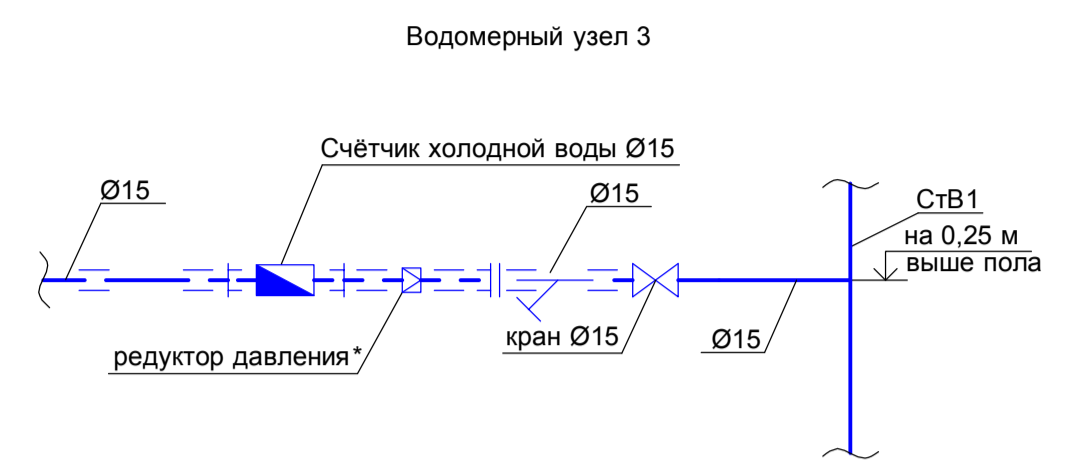 Водомерный узел 3
Счётчик холодной воды Ø15
Ø15
Ø15
СтВ1
на 0,25 м
выше пола
кран Ø15
Ø15
редуктор давления*